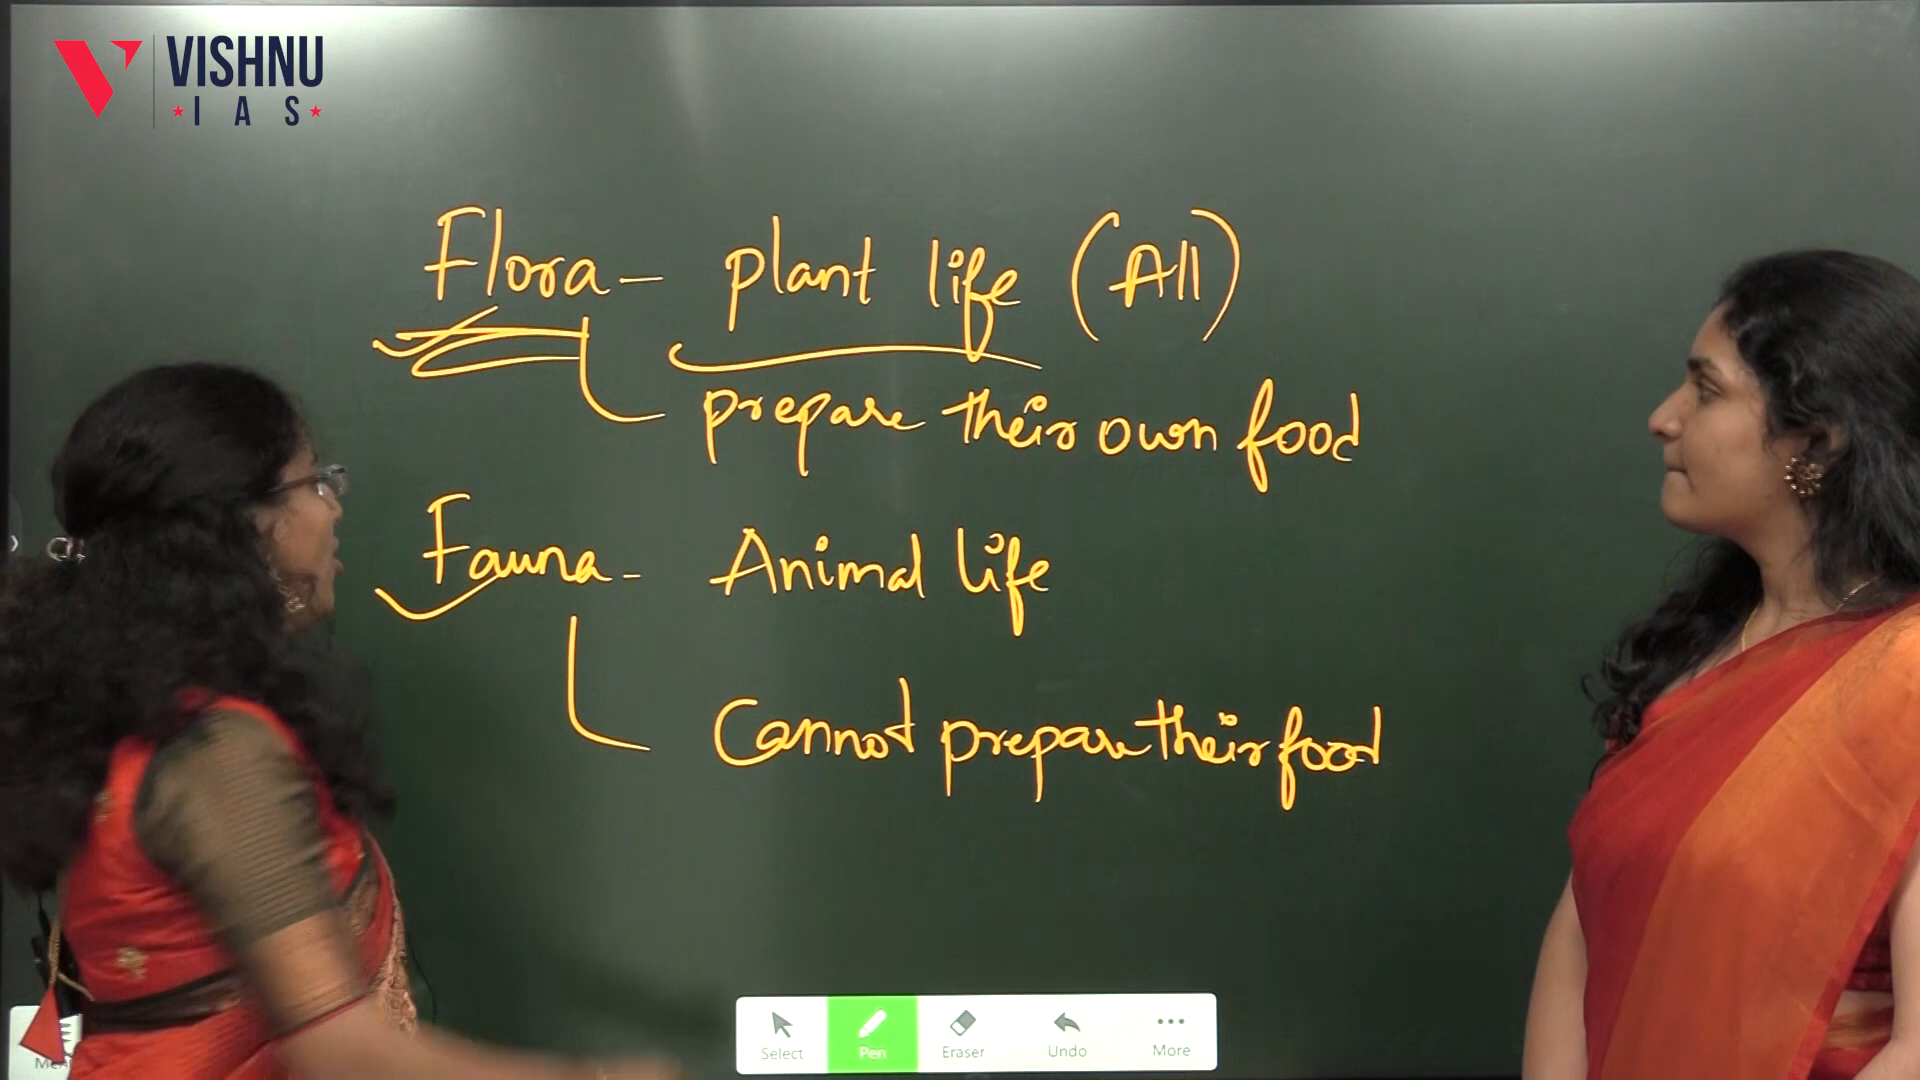 VISHNU
IAS
Flora - plant life (All)
prepare their own food
Fauna - Animal life
Cannot prepare their food
Select
Pen
Eraser
Undo
More